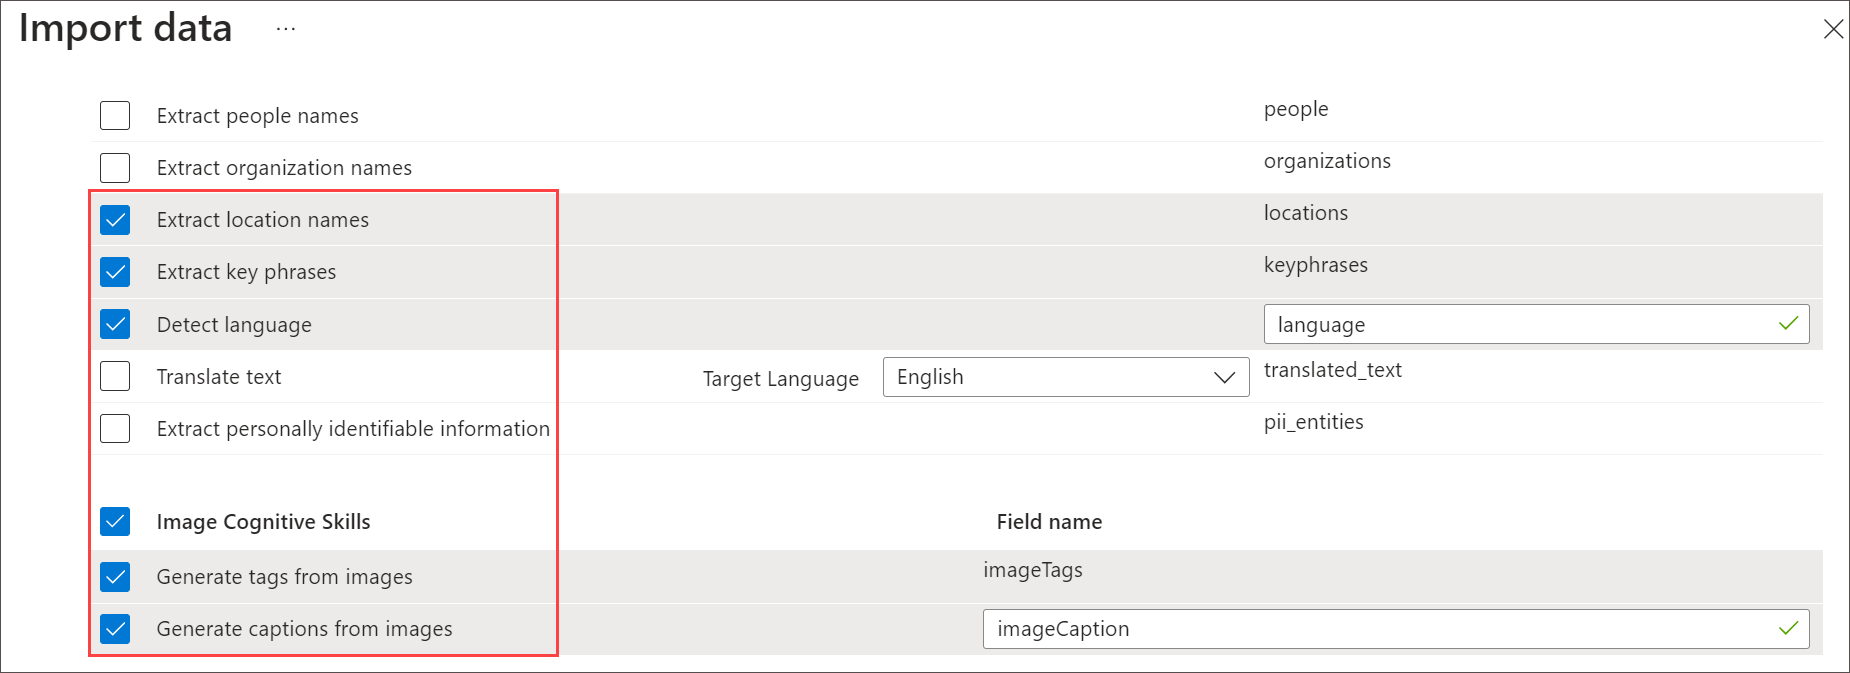 Import data ...
Extract people names people
Extract organization names organizations
Extract location names locations
Extract key phrases keyphrases
Detect language language
Translate text Target Language English translated_text
Extract personally identifiable information pii_entities
Image Cognitive Skills Field name
Generate tags from images imageTags
Generate captions from images imageCaption